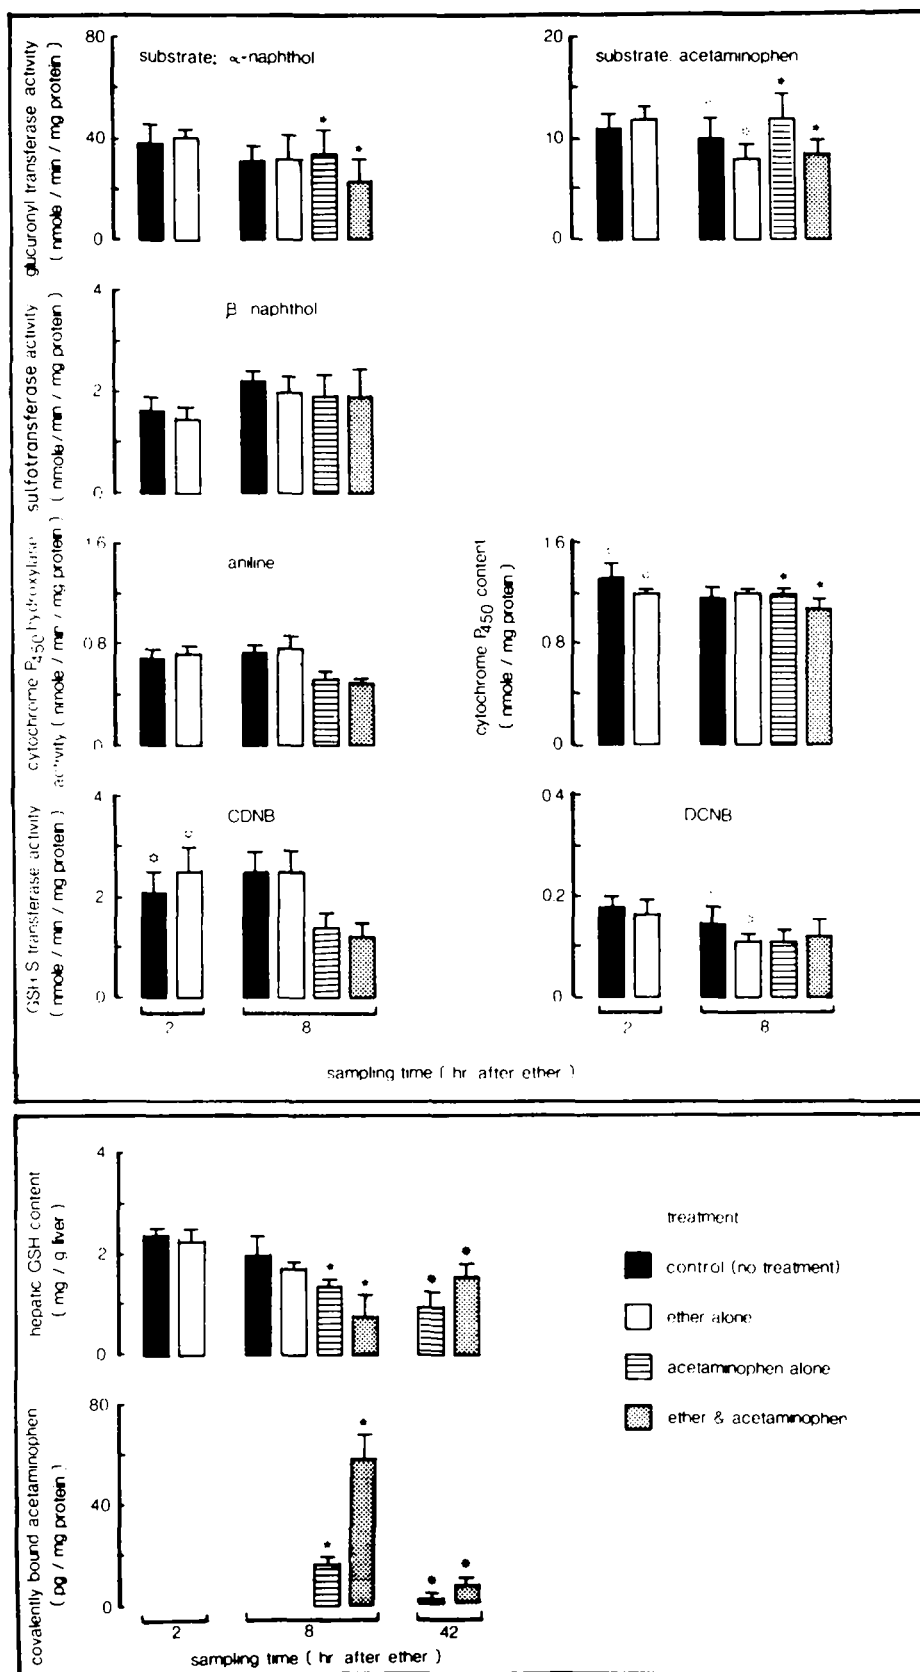 glucuronyl transferase activity
( nmole / min / mg protein )
80
40
0
substrate: α-naphthol
20
10
0
substrate. acetaminophen
*
*
*
*
sulfotransferase activity
( nmole / min / mg protein )
4
2
0
β naphthol
cytochrome P450 hydroxylase
activity ( nmole / min / mg protein )
1.6
0.8
0
aniline
cytochrome P450 content
( nmole / mg protein )
1.6
0.8
0
*
*
GSH S transferase activity
( nmole / min / mg protein )
4
2
0
CDNB
0.4
0.2
0
DCNB
2
8
2
8
sampling time ( hr after ether )
hepatic GSH content
( mg / g liver )
4
2
0
*
*
●
●
treatment
control (no treatment)
ether alone
acetaminophen alone
ether & acetaminophen
covalently bound acetaminophen
( pg / mg protein )
80
40
0
*
*
●
●
2
8
42
sampling time ( hr after ether )